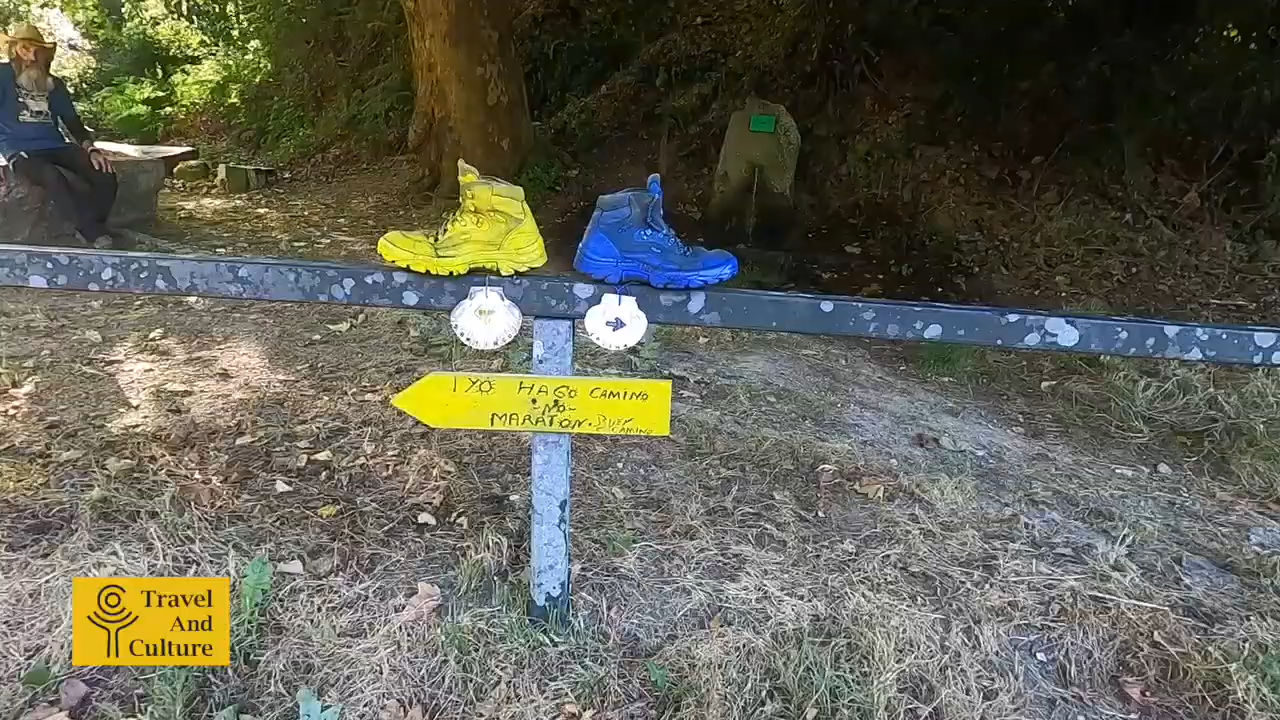 YO HAGO CAMINO
-NO-
MARATON. BUEN
CAMINO
Travel
And
Culture